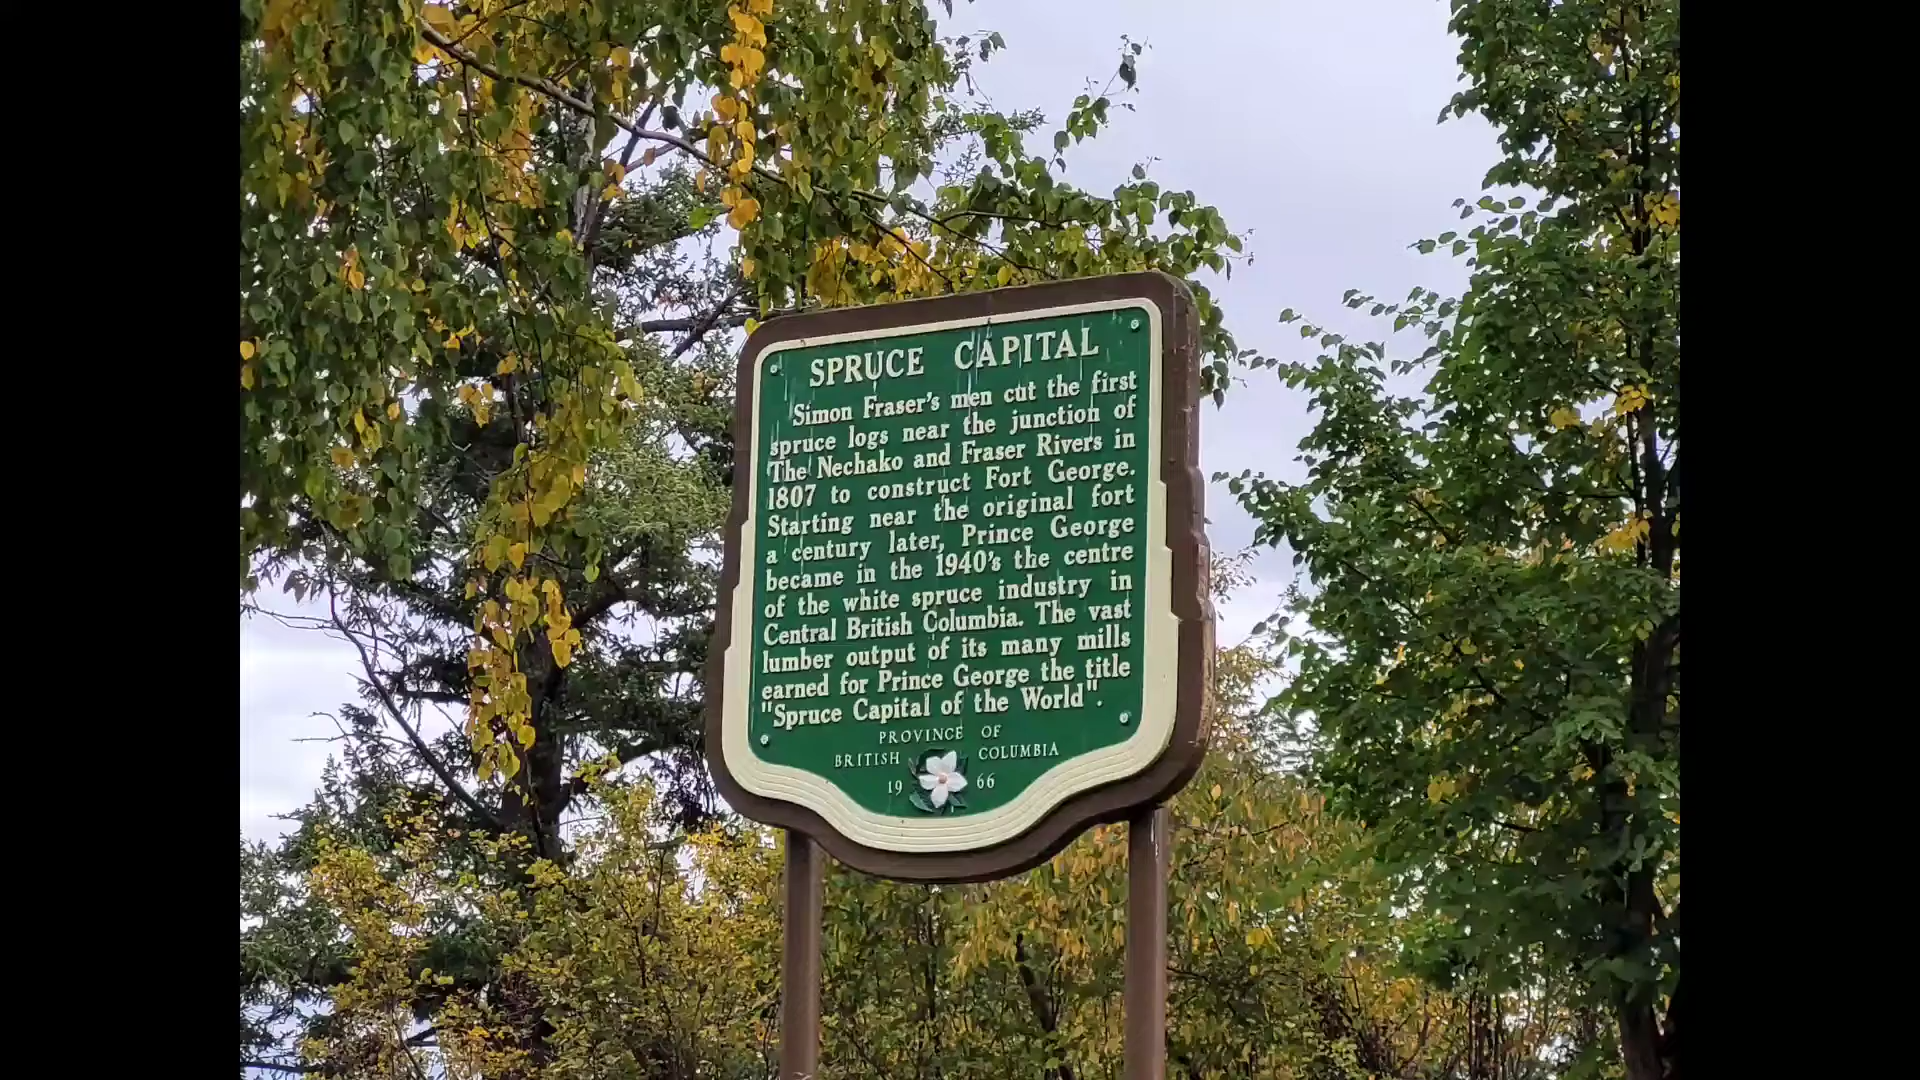 SPRUCE CAPITAL
Simon Fraser's men cut the first
spruce logs near the junction of
The Nechako and Fraser Rivers in
1807 to construct Fort George.
Starting near the original fort
a century later, Prince George
became in the 1940's the centre
of the white spruce industry in
Central British Columbia. The vast
lumber output of its many mills
earned for Prince George the title
"Spruce Capital of the World".
PROVINCE OF
BRITISH COLUMBIA
19 66